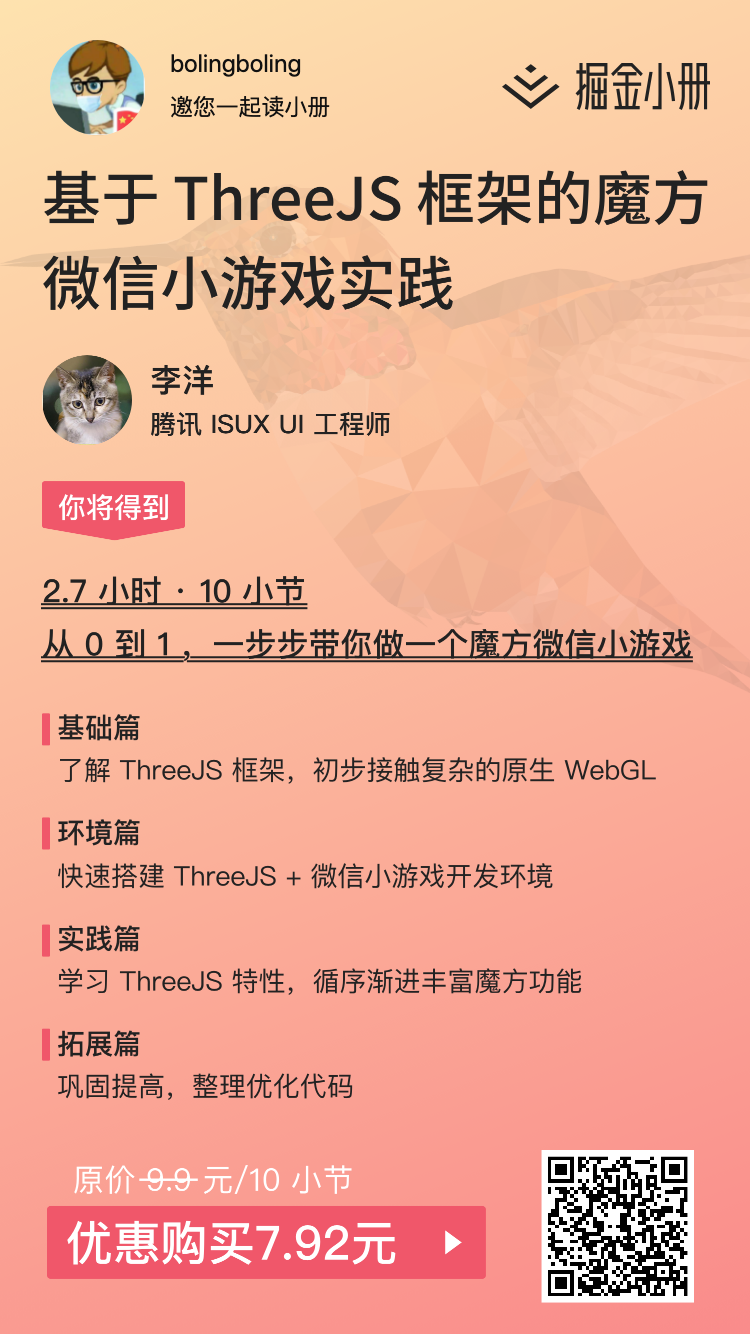 bolingboling
邀您一起读小册
掘金小册
基于 ThreeJS 框架的魔方
微信小游戏实践
李洋
腾讯 ISUX UI 工程师
你将得到
2.7 小时 · 10 小节
从 0 到 1，一步步带你做一个魔方微信小游戏
基础篇
了解 ThreeJS 框架，初步接触复杂的原生 WebGL
环境篇
快速搭建 ThreeJS + 微信小游戏开发环境
实践篇
学习 ThreeJS 特性，循序渐进丰富魔方功能
拓展篇
巩固提高，整理优化代码
原价 9.9 元/10 小节
优惠购买7.92元